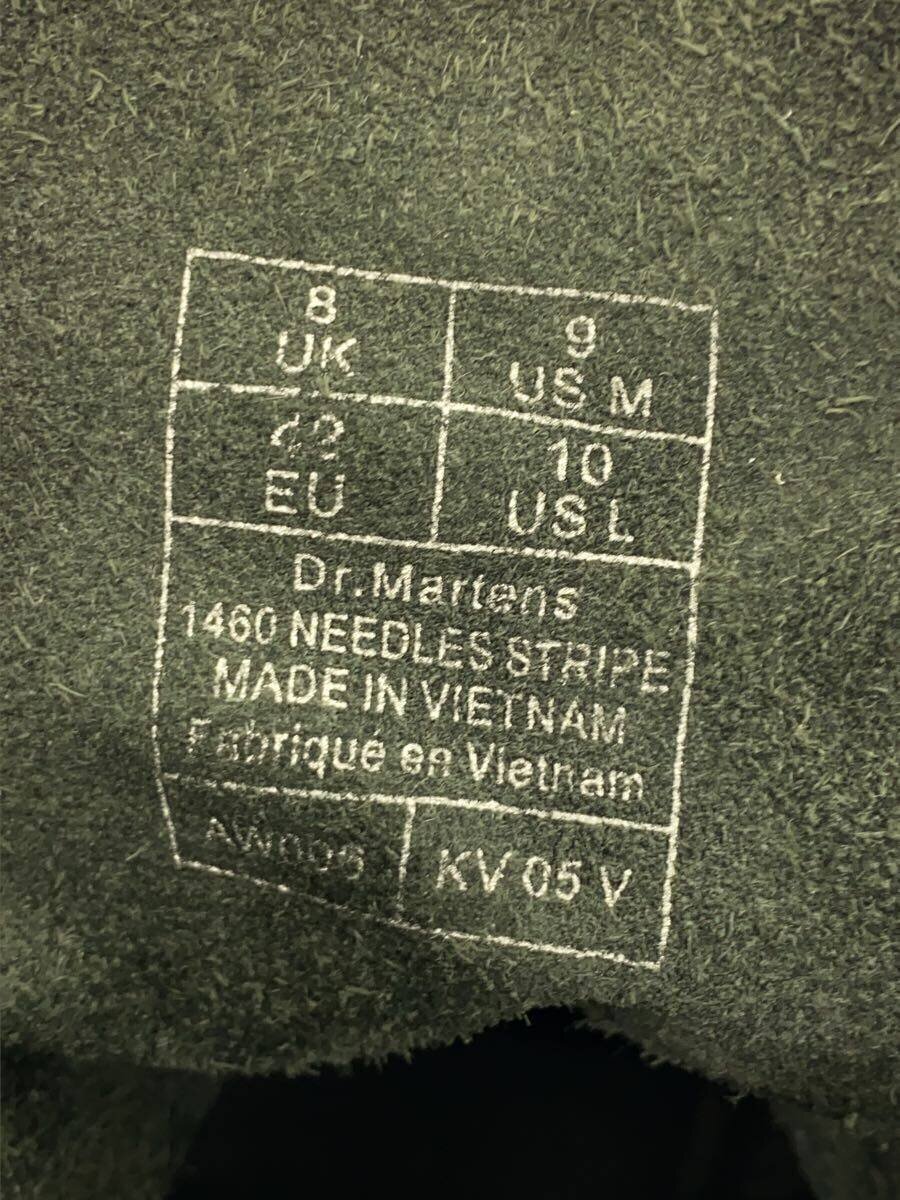 8
UK
9
US M
42
EU
10
US L
Dr.Martens
1460 NEEDLES STRIPE
MADE IN VIETNAM
Fabriqué en Vietnam
KV 05 V